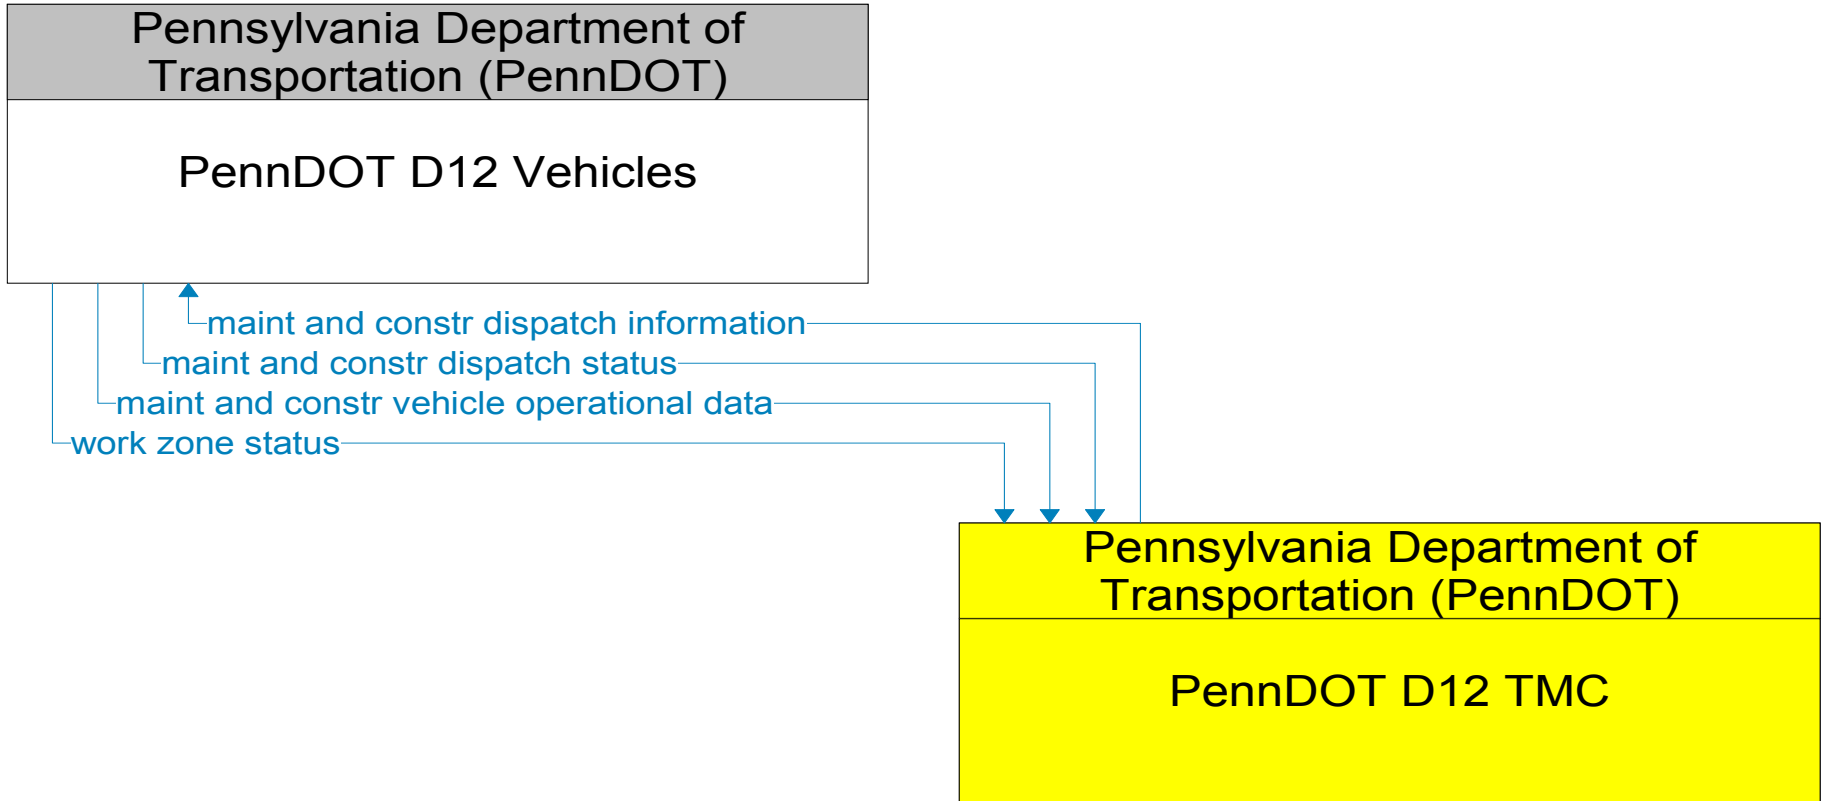 Pennsylvania Department of
Transportation (PennDOT)
PennDOT D12 Vehicles
maint and constr dispatch information
maint and constr dispatch status
maint and constr vehicle operational data
work zone status
Pennsylvania Department of
Transportation (PennDOT)
PennDOT D12 TMC